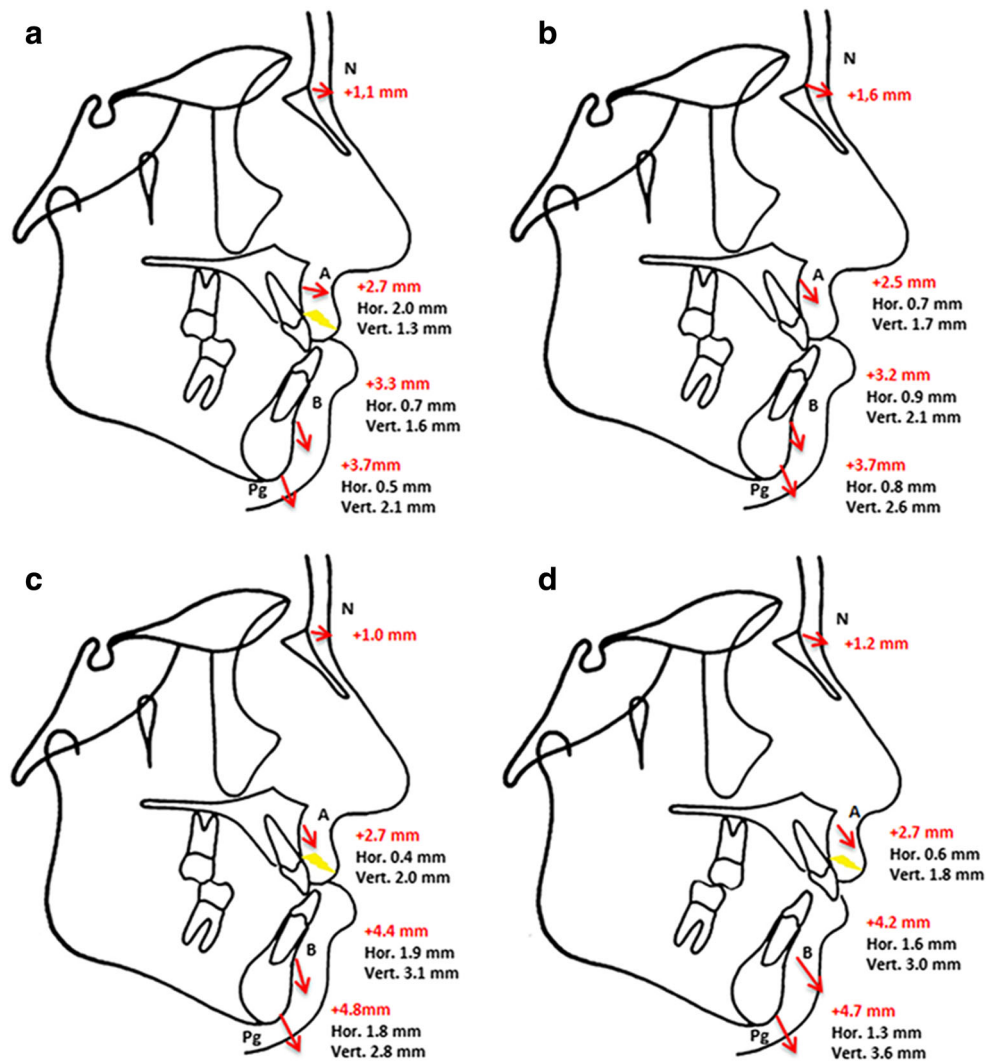 a
N
+1,1 mm
A
+2.7 mm
Hor. 2.0 mm
Vert. 1.3 mm
+3.3 mm
Hor. 0.7 mm
Vert. 1.6 mm
B
+3.7mm
Hor. 0.5 mm
Vert. 2.1 mm
Pg
b
N
+1,6 mm
A
+2.5 mm
Hor. 0.7 mm
Vert. 1.7 mm
+3.2 mm
Hor. 0.9 mm
Vert. 2.1 mm
B
+3.7mm
Hor. 0.8 mm
Vert. 2.6 mm
Pg
c
N
+1.0 mm
A
+2.7 mm
Hor. 0.4 mm
Vert. 2.0 mm
+4.4 mm
Hor. 1.9 mm
Vert. 3.1 mm
B
+4.8mm
Hor. 1.8 mm
Vert. 2.8 mm
Pg
d
N
+1.2 mm
A
+2.7 mm
Hor. 0.6 mm
Vert. 1.8 mm
+4.2 mm
Hor. 1.6 mm
Vert. 3.0 mm
B
+4.7 mm
Hor. 1.3 mm
Vert. 3.6 mm
Pg